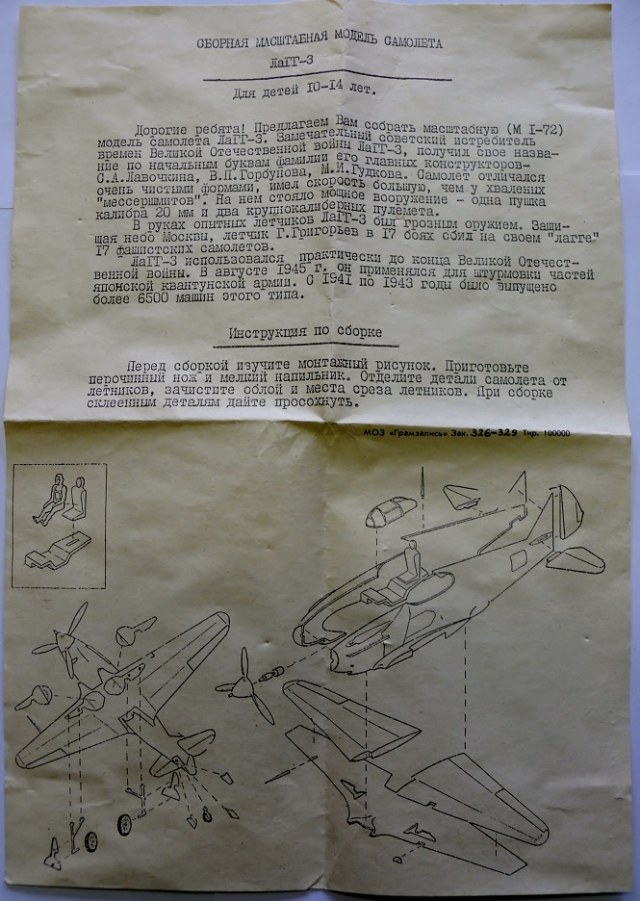 СБОРНАЯ МАСШТАБНАЯ МОДЕЛЬ САМОЛЕТА
ЛаГГ-3
Для детей 10-14 лет.
Дорогие ребята! Предлагаем Вам собрать масштабную (М I-72)
модель самолета ЛаГГ-3. Замечательный советский истребитель
времен Великой Отечественной войны ЛаГГ-3, получил свое назва-
ние по начальным буквам фамилии его главных конструкторов-
С.А.Лавочкина, В.П.Горбунова, М.И.Гудкова. Самолет отличался
очень чистыми формами, имел скорость большую, чем у хваленых
"мессершмитов". На нем стояло мощное вооружение - одна пушка
калибра 20 мм и два крупнокалиберных пулемета.
В руках опытных летчиков ЛаГГ-3 был грозным оружием. Защи-
щая небо Москвы, летчик Г.Григорьев в 17 боях сбил на своем "лагге"
17 фашистских самолетов.
ЛаГГ-3 использовался практически до конца Великой Отечест-
венной войны. В августе 1945 г. он применялся для штурмовки частей
японской квантунской армии. С 1941 по 1943 годы было выпущено
более 6500 машин этого типа.
Инструкция по сборке
Перед сборкой изучите монтажный рисунок. Приготовьте
перочинный нож и мелкий напильник. Отделите детали самолета от
летников, зачистите облой и места среза летников. При сборке
склеенным деталям дайте просохнуть.
МОЗ «Грамзапись» Зак. 326-329 Тир. 100000